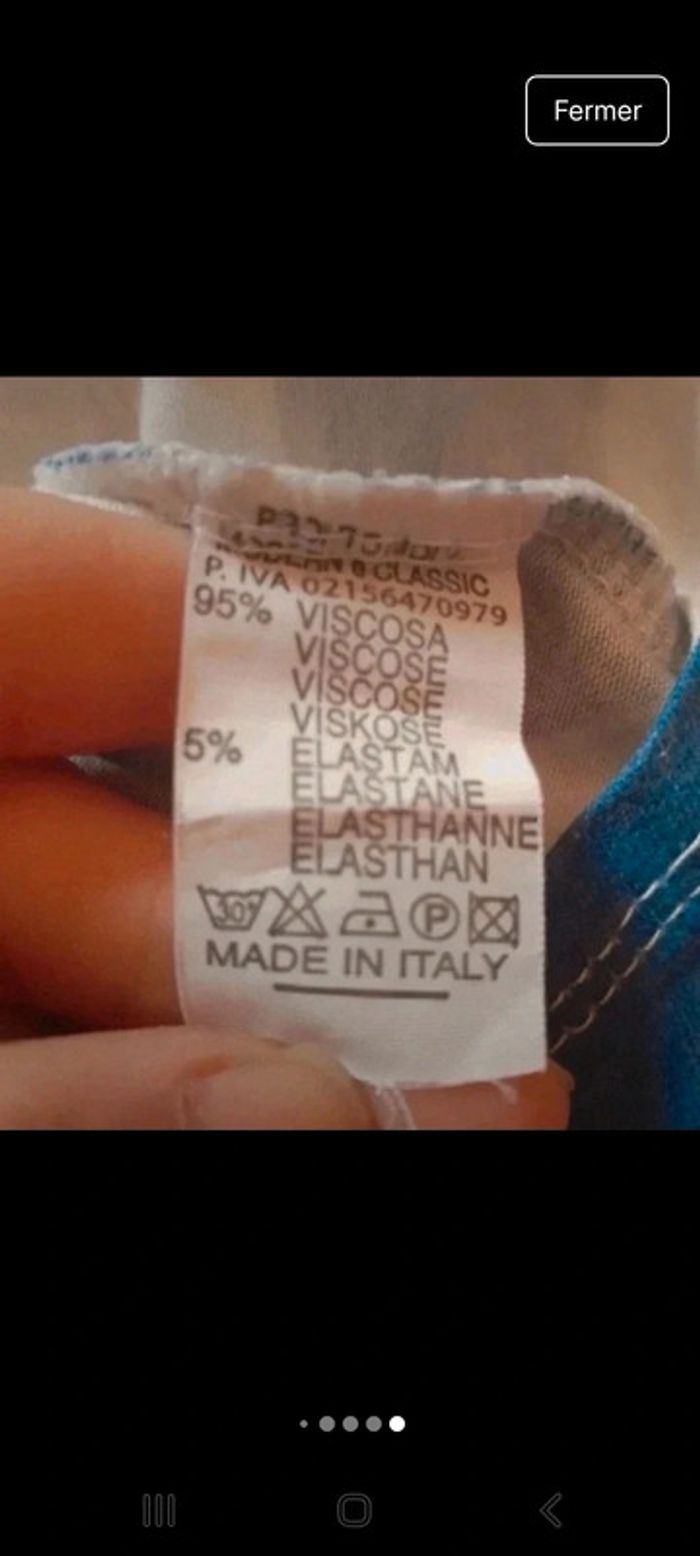 Fermer
MODERN & CLASSIC
P. IVA 02156470979
95% VISCOSA
VISCOSE
VISCOSE
VISKOSE
5% ELASTAM
ELASTANE
ELASTHANNE
ELASTHAN
30° P
MADE IN ITALY